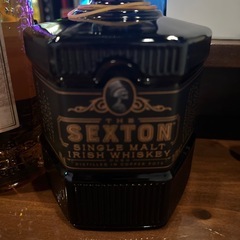 THE
SEXTON
SINGLE MALT
IRISH WHISKEY